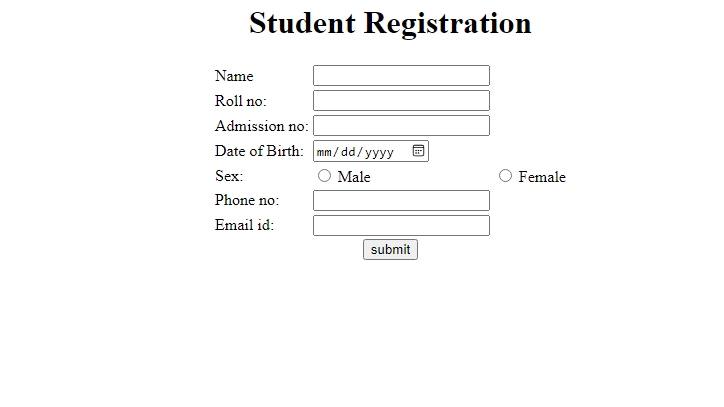 Student Registration
Name
Roll no:
Admission no:
Date of Birth: mm/dd/yyyy
Sex: Male Female
Phone no:
Email id:
submit